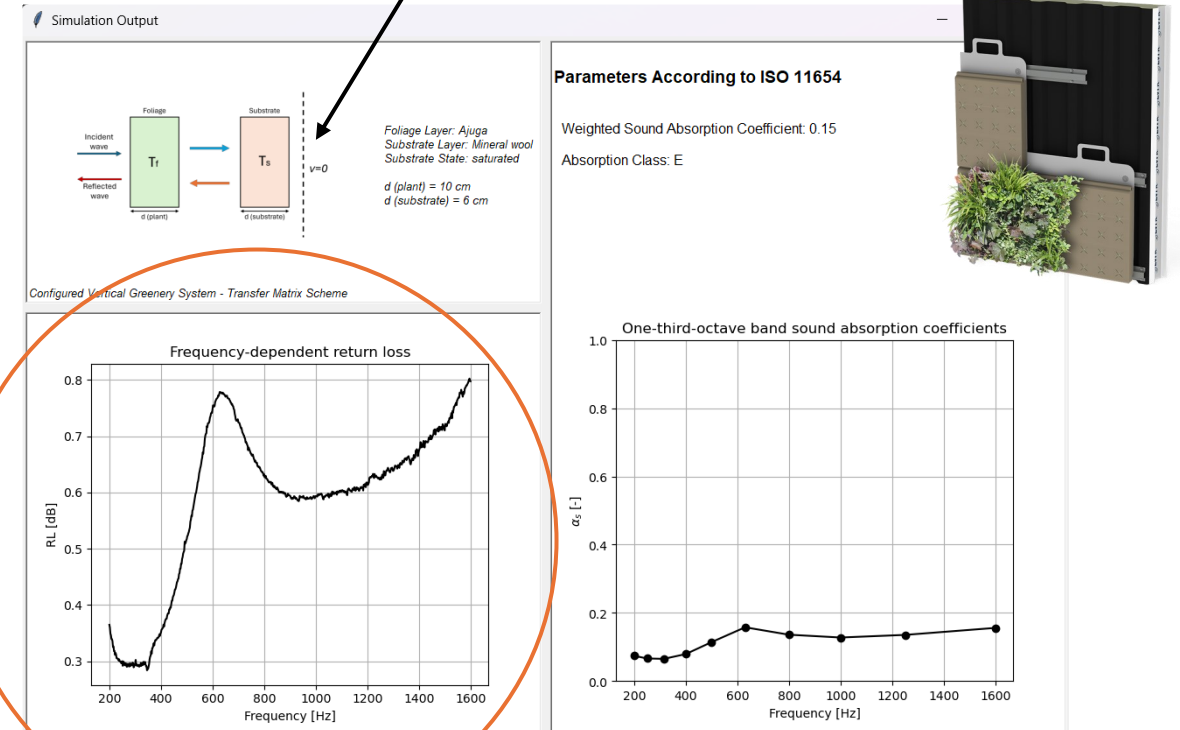 Simulation Output
Foliage
Substrate
Incident
wave
Reflected
wave
Tf
Ts
v=0
d (plant)
d (substrate)
Foliage Layer: Ajuga
Substrate Layer: Mineral wool
Substrate State: saturated
d (plant) = 10 cm
d (substrate) = 6 cm
Configured Vertical Greenery System - Transfer Matrix Scheme
Parameters According to ISO 11654
Weighted Sound Absorption Coefficient: 0.15
Absorption Class: E
Frequency-dependent return loss
RL [dB]
0.8
0.7
0.6
0.5
0.4
0.3
200 400 600 800 1000 1200 1400 1600
Frequency [Hz]
One-third-octave band sound absorption coefficients
αs [-]
1.0
0.8
0.6
0.4
0.2
0.0
200 400 600 800 1000 1200 1400 1600
Frequency [Hz]